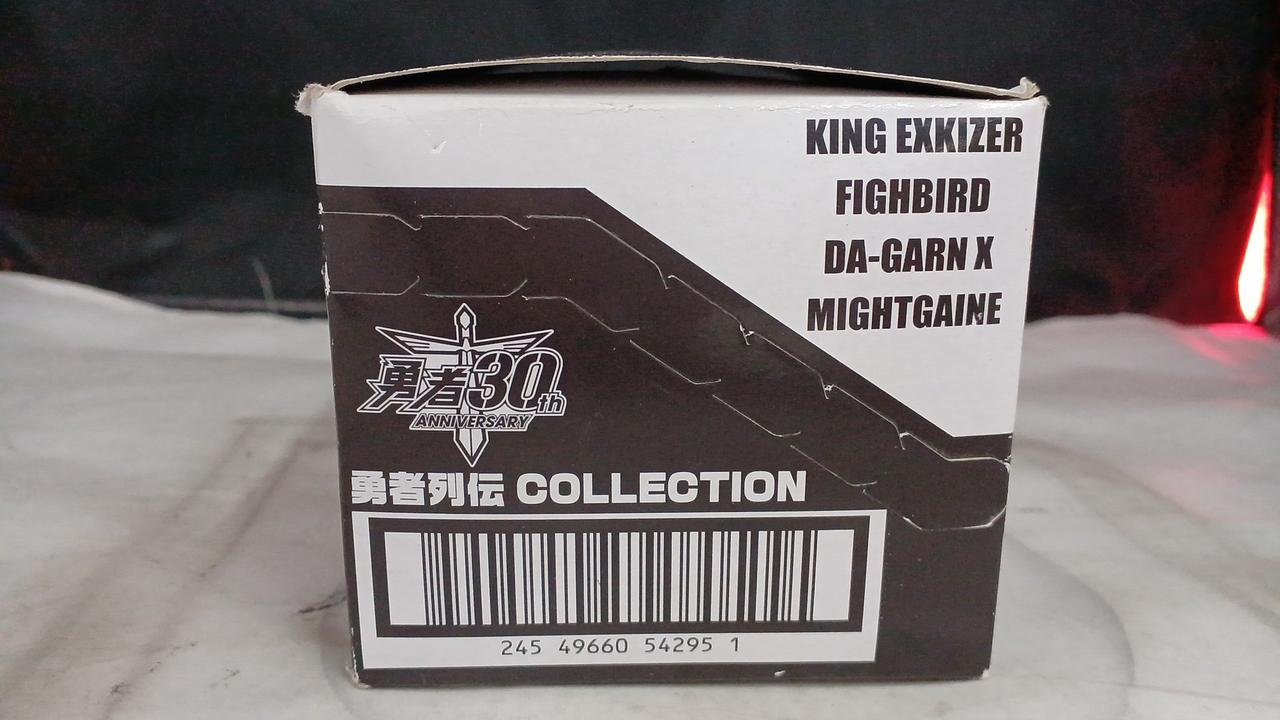 KING EXKIZER
FIGHBIRD
DA-GARN X
MIGHTGAINE
勇者30th
ANNIVERSARY
勇者列伝 COLLECTION
245 49660 54295 1